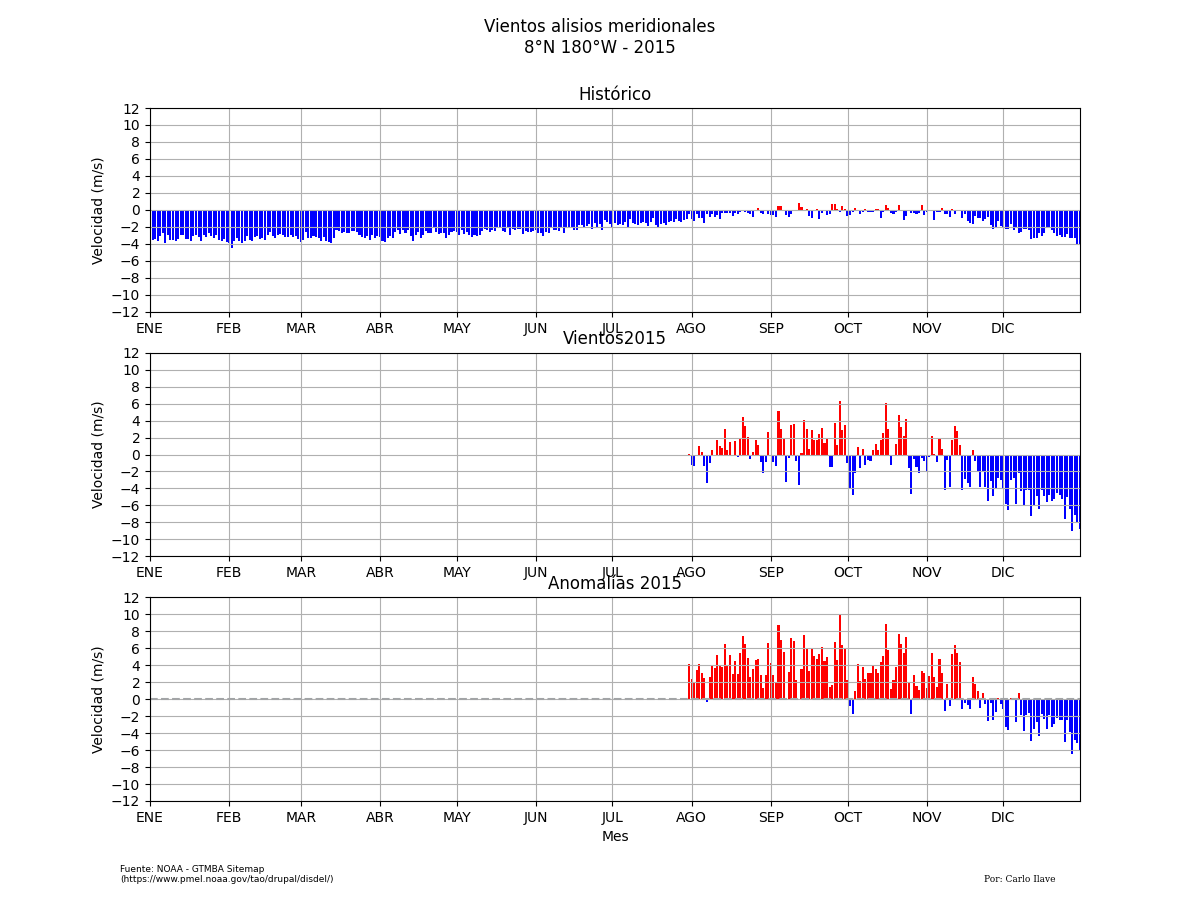 Vientos alisios meridionales
8°N 180°W - 2015
Histórico
12
10
8
6
4
2
0
−2
−4
−6
−8
−10
−12
Velocidad (m/s)
ENE FEB MAR ABR MAY JUN JUL AGO SEP OCT NOV DIC
Vientos2015
12
10
8
6
4
2
0
−2
−4
−6
−8
−10
−12
Velocidad (m/s)
ENE FEB MAR ABR MAY JUN JUL AGO SEP OCT NOV DIC
Anomalías 2015
12
10
8
6
4
2
0
−2
−4
−6
−8
−10
−12
Velocidad (m/s)
ENE FEB MAR ABR MAY JUN JUL AGO SEP OCT NOV DIC
Mes
Fuente: NOAA - GTMBA Sitemap
(https://www.pmel.noaa.gov/tao/drupal/disdel/)
Por: Carlo Ilave